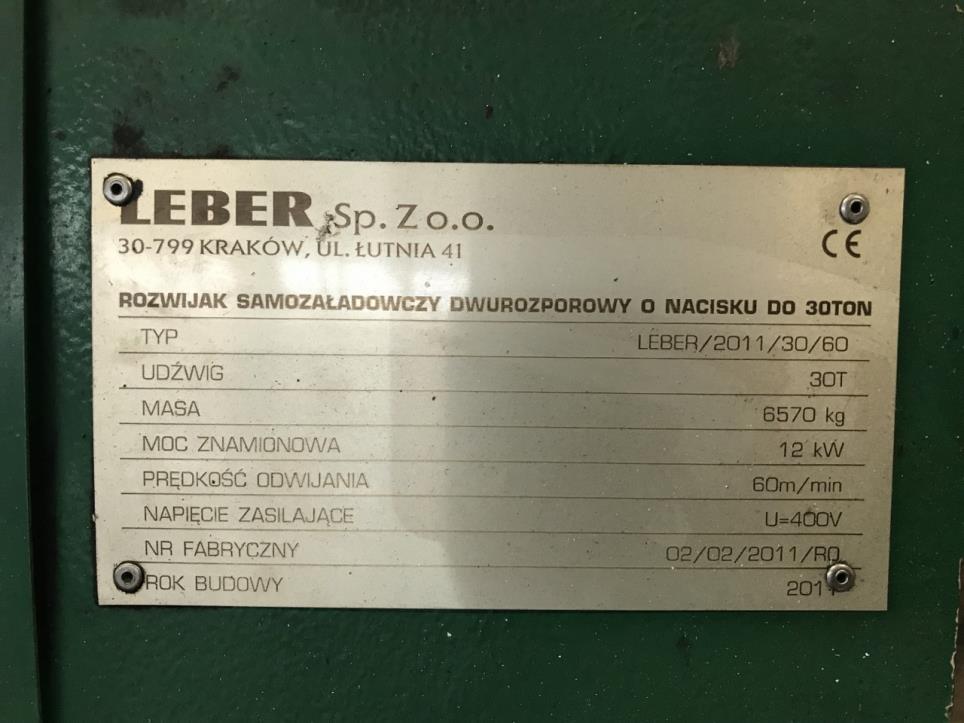 LEBER Sp. Z o.o.
30-799 KRAKÓW, UL. ŁUTNIA 41
CE
ROZWIJAK SAMOZAŁADOWCZY DWUROZPOROWY O NACISKU DO 30TON
TYP LEBER/2011/30/60
UDŹWIG 30T
MASA 6570 kg
MOC ZNAMIONOWA 12 kW
PRĘDKOŚĆ ODWIJANIA 60m/min
NAPIĘCIE ZASILAJĄCE U=400V
NR FABRYCZNY 02/02/2011/RO
ROK BUDOWY 2011